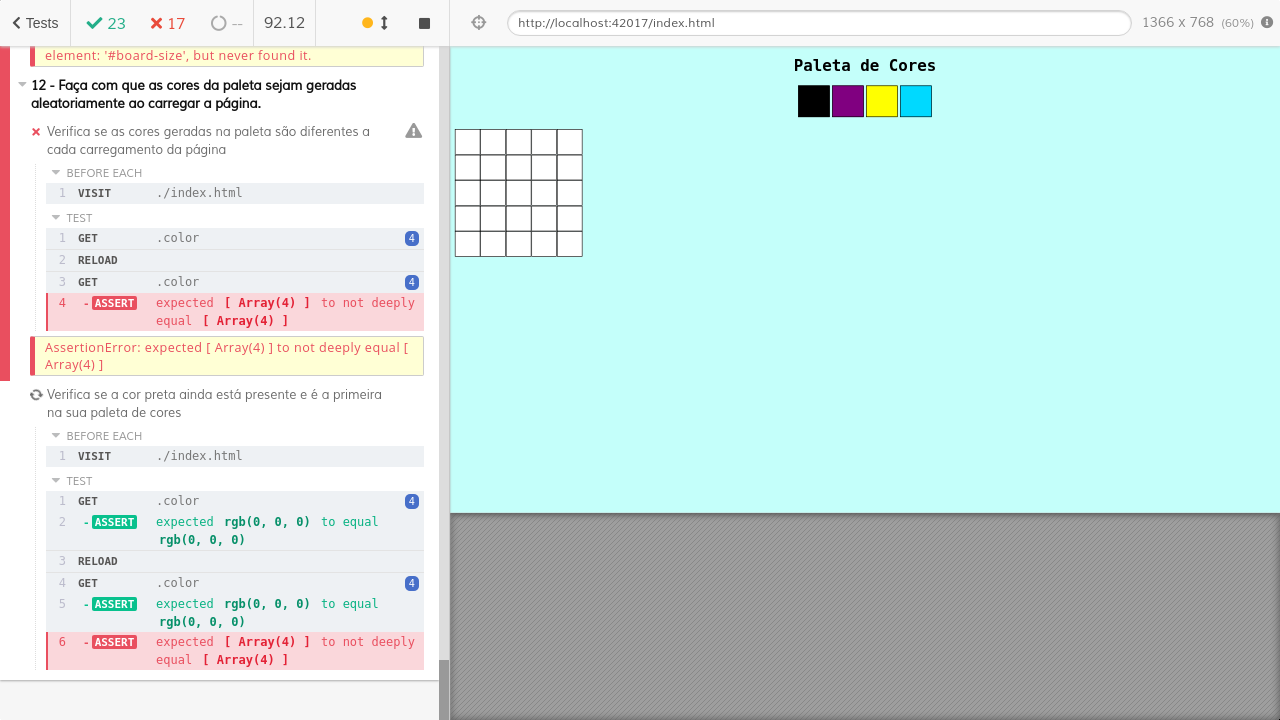 Tests 23 17 -- 92.12
http://localhost:42017/index.html 1366 x 768 (60%)
element: '#board-size', but never found it.
12 - Faça com que as cores da paleta sejam geradas
aleatoriamente ao carregar a página.
Verifica se as cores geradas na paleta são diferentes a
cada carregamento da página
BEFORE EACH
1 VISIT ./index.html
TEST
1 GET .color 4
2 RELOAD
3 GET .color 4
4 - ASSERT expected [ Array(4) ] to not deeply
equal [ Array(4) ]
AssertionError: expected [ Array(4) ] to not deeply equal [
Array(4) ]
Verifica se a cor preta ainda está presente e é a primeira
na sua paleta de cores
BEFORE EACH
1 VISIT ./index.html
TEST
1 GET .color 4
2 - ASSERT expected rgb(0, 0, 0) to equal
rgb(0, 0, 0)
3 RELOAD
4 GET .color 4
5 - ASSERT expected rgb(0, 0, 0) to equal
rgb(0, 0, 0)
6 - ASSERT expected [ Array(4) ] to not deeply
equal [ Array(4) ]
Paleta de Cores